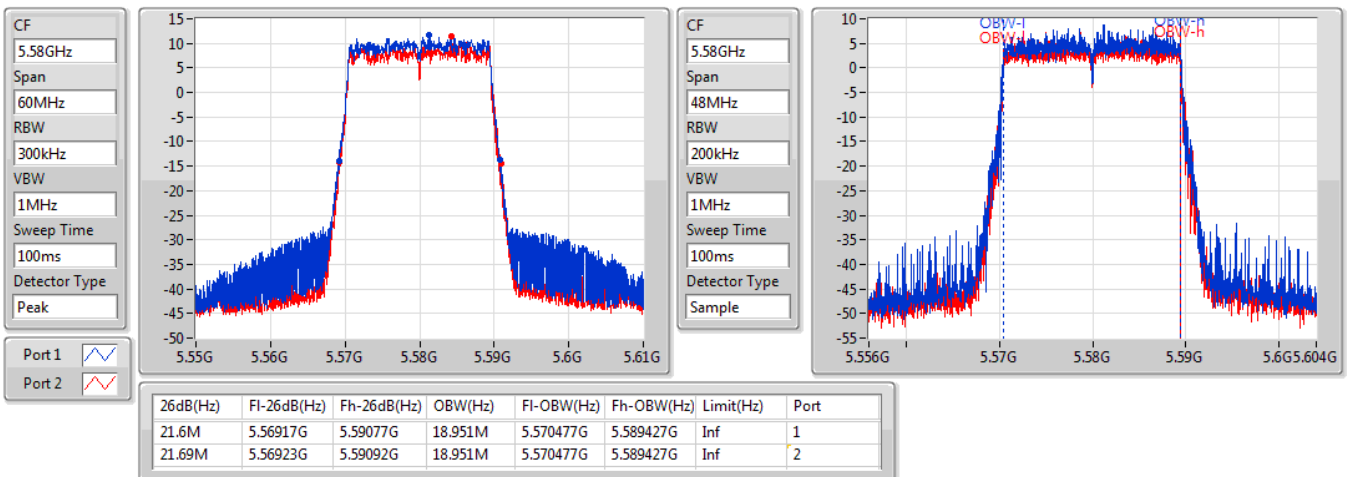 CF
5.58GHz
Span
60MHz
RBW
300kHz
VBW
1MHz
Sweep Time
100ms
Detector Type
Peak
15
10
5
0
-5
-10
-15
-20
-25
-30
-35
-40
-45
-50
5.55G 5.56G 5.57G 5.58G 5.59G 5.6G 5.61G
CF
5.58GHz
Span
48MHz
RBW
200kHz
VBW
1MHz
Sweep Time
100ms
Detector Type
Sample
10
5
0
-5
-10
-15
-20
-25
-30
-35
-40
-45
-50
-55
OBW-l OBW-h
OBW-l OBW-h
5.556G 5.57G 5.58G 5.59G 5.6G 5.604G
Port 1
Port 2
26dB(Hz) Fl-26dB(Hz) Fh-26dB(Hz) OBW(Hz) Fl-OBW(Hz) Fh-OBW(Hz) Limit(Hz) Port
21.6M 5.56917G 5.59077G 18.951M 5.570477G 5.589427G Inf 1
21.69M 5.56923G 5.59092G 18.951M 5.570477G 5.589427G Inf 2